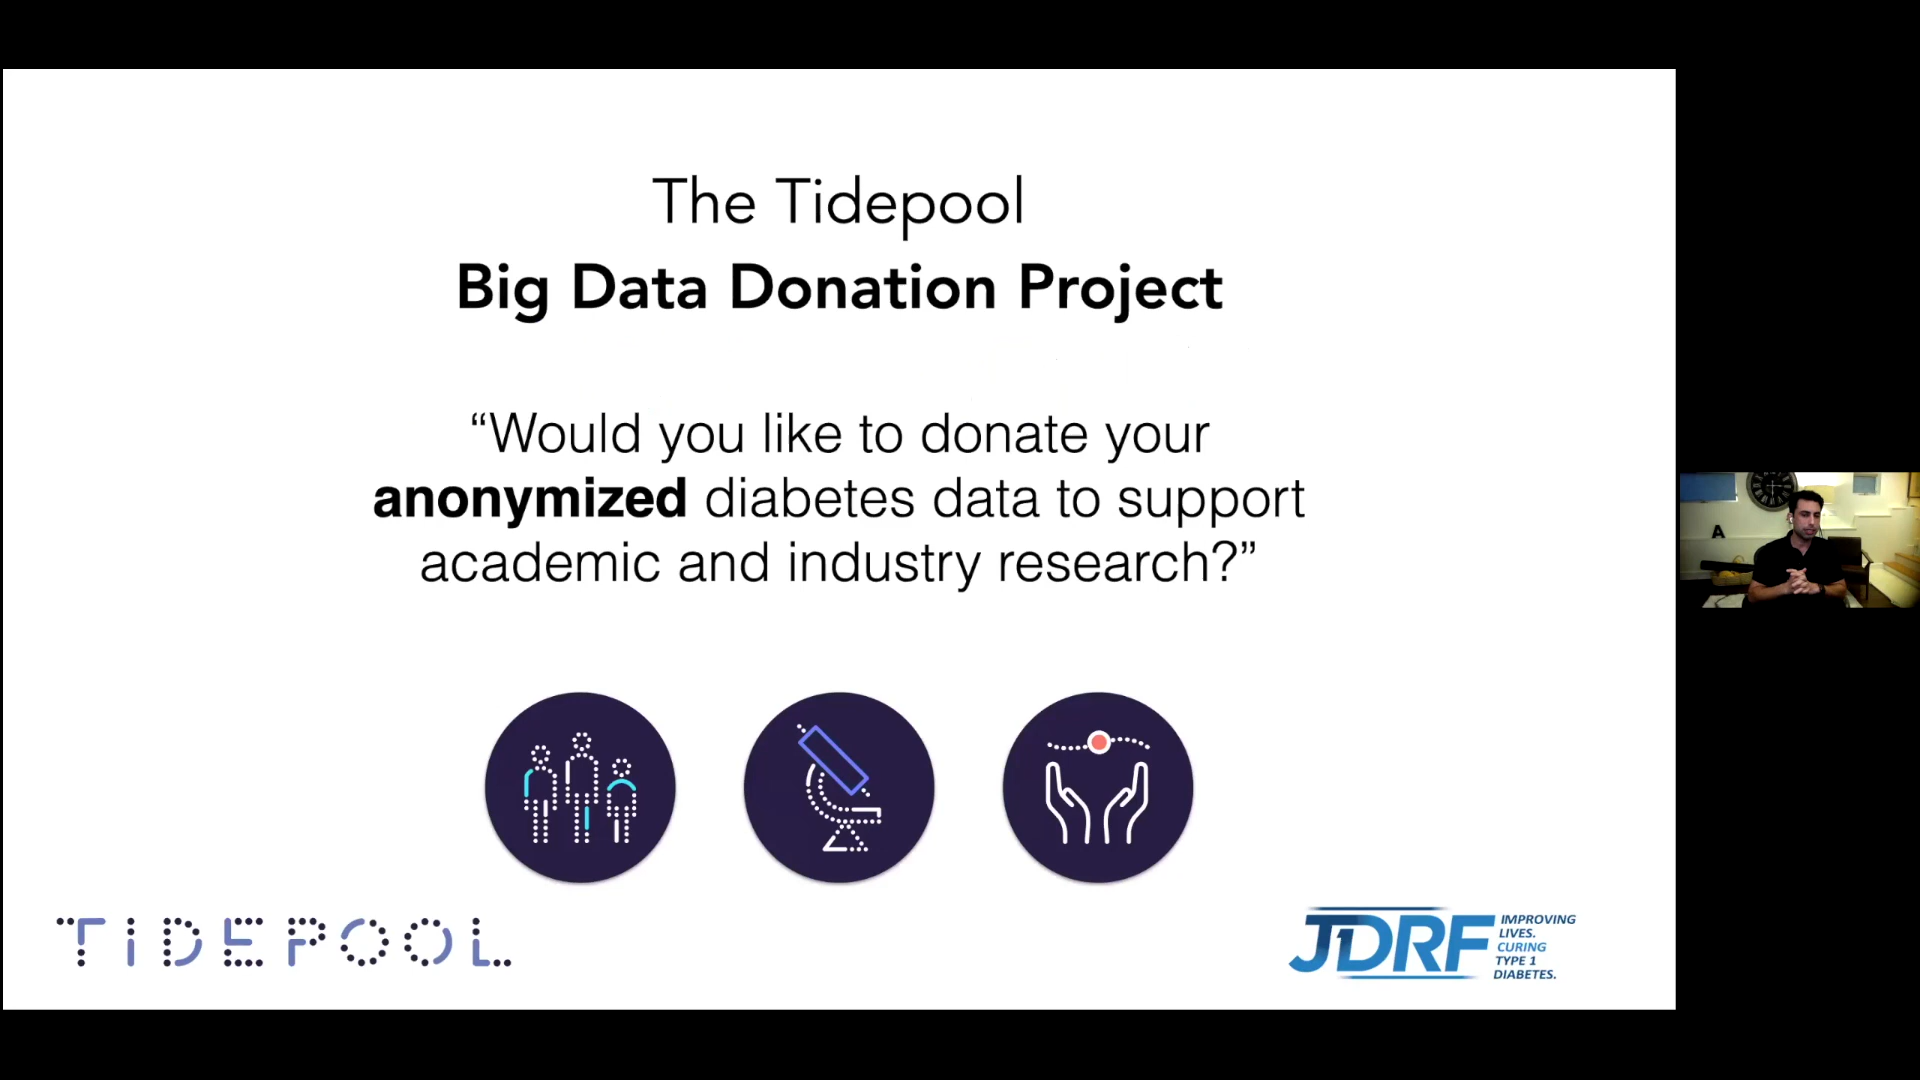 The Tidepool
Big Data Donation Project
“Would you like to donate your
anonymized diabetes data to support
academic and industry research?”
A
TIDEPOOL
JDRF
IMPROVING
LIVES.
CURING
TYPE 1
DIABETES.